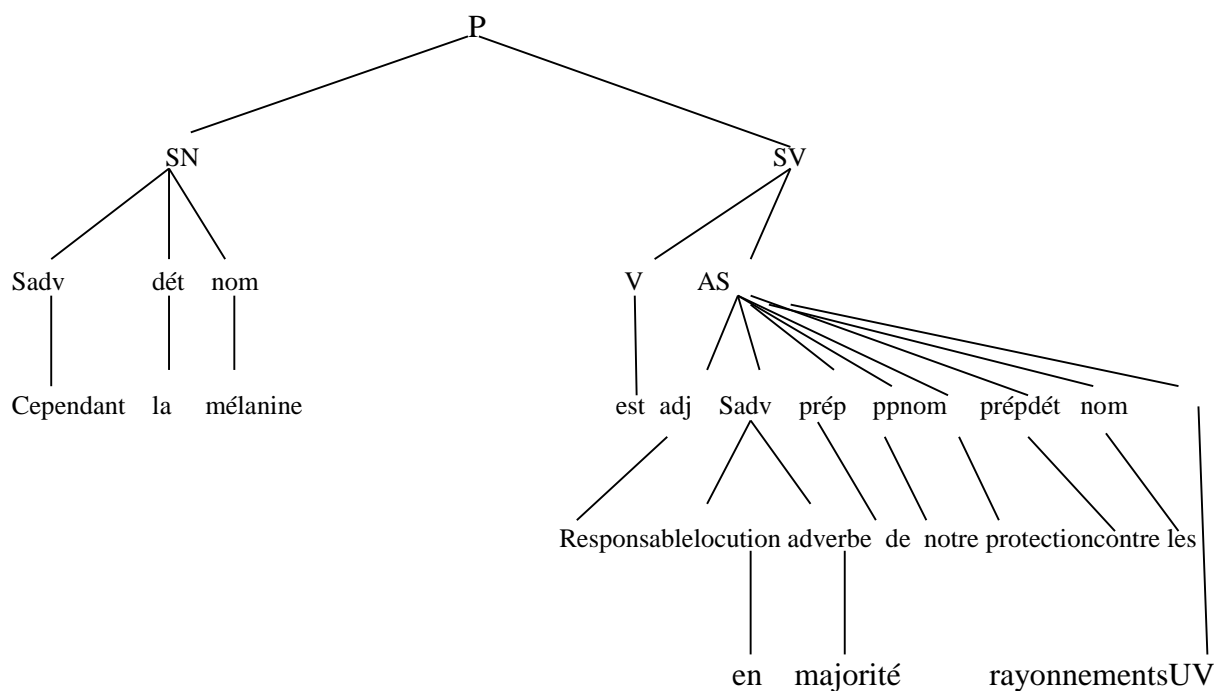 P
SN SV
Sadv dét nom V AS
Cependant la mélanine est adj Sadv prép ppnom prépdét nom
Responsablelocution adverbe de notre protectioncontre les
en majorité rayonnementsUV